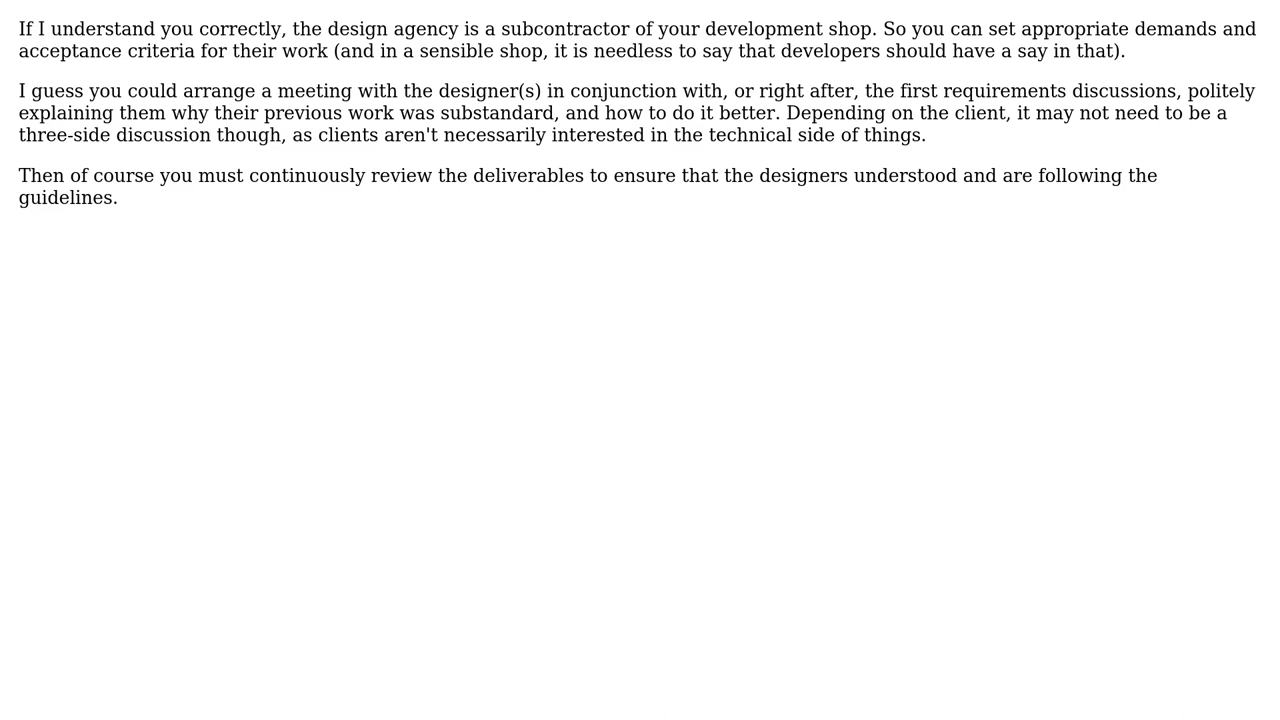 If I understand you correctly, the design agency is a subcontractor of your development shop. So you can set appropriate demands and
acceptance criteria for their work (and in a sensible shop, it is needless to say that developers should have a say in that).
I guess you could arrange a meeting with the designer(s) in conjunction with, or right after, the first requirements discussions, politely
explaining them why their previous work was substandard, and how to do it better. Depending on the client, it may not need to be a
three-side discussion though, as clients aren't necessarily interested in the technical side of things.
Then of course you must continuously review the deliverables to ensure that the designers understood and are following the
guidelines.